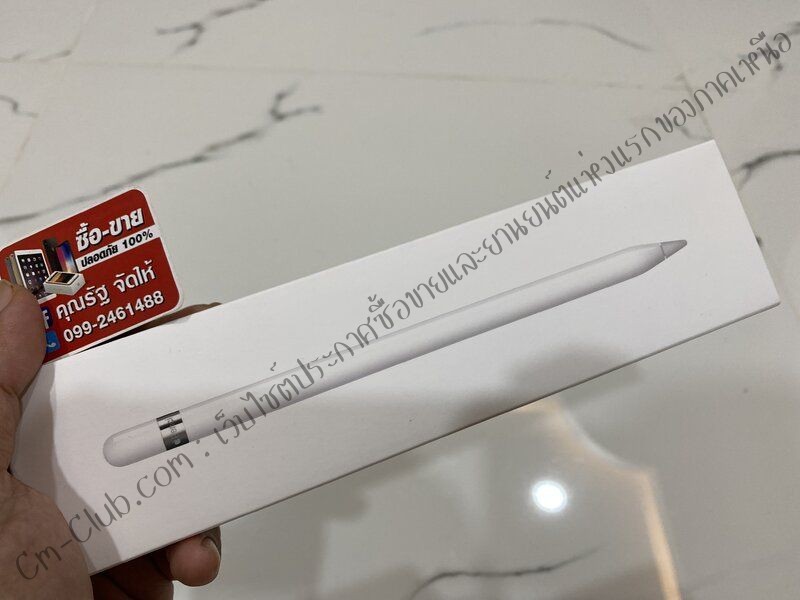 ซื้อ-ขาย
ปลอดภัย 100%
คุณรัฐ จัดให้
099-2461488
Cm-Club.com : เว็บไซต์ประกาศซื้อขายและยานยนต์แห่งแรกของภาคเหนือ